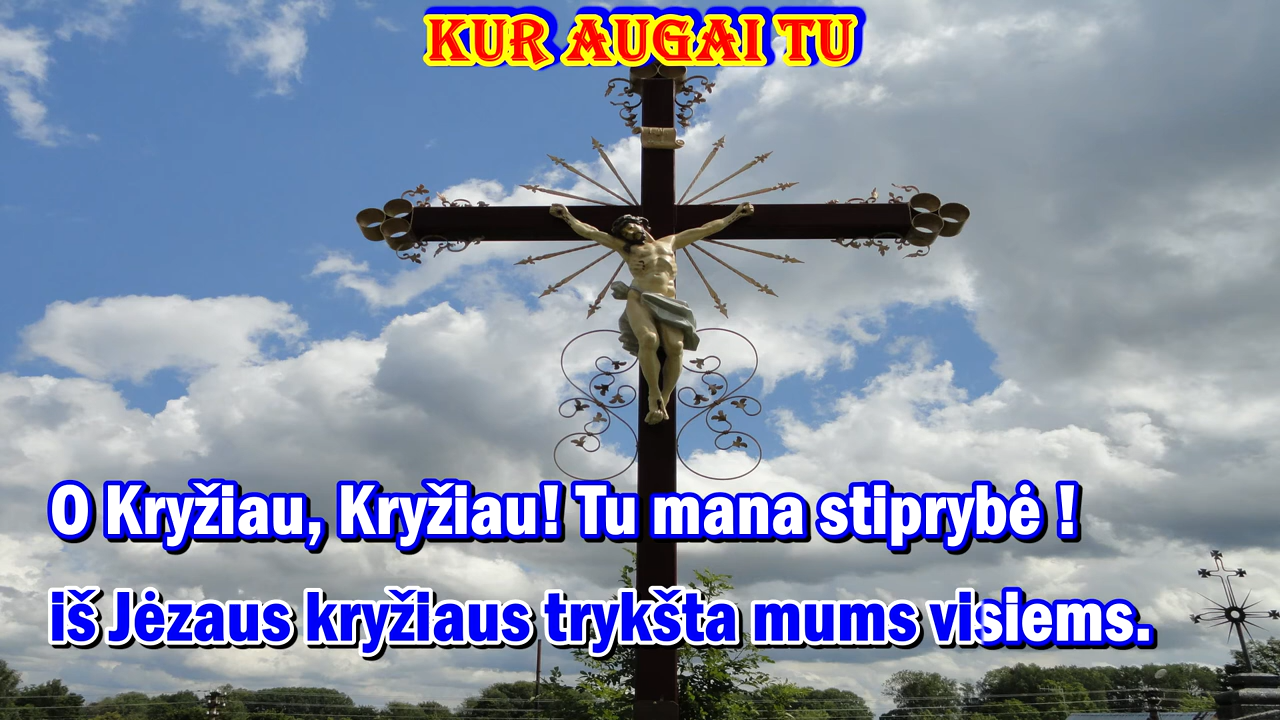 KUR AUGAI TU
O Kryžiau, Kryžiau! Tu mana stiprybė !
iš Jėzaus kryžiaus trykšta mums visiems.